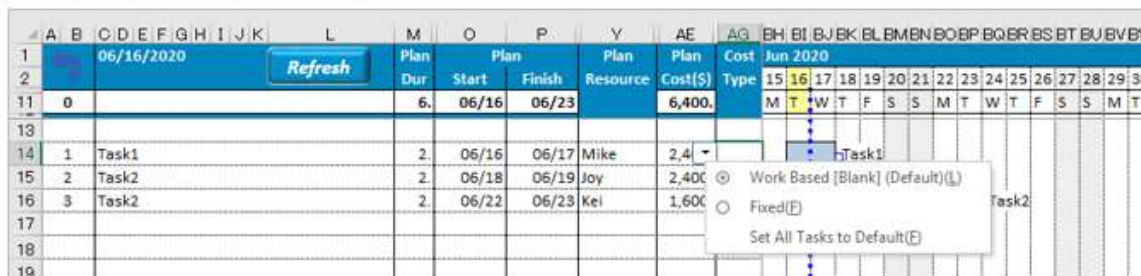 A B C D E F G H I J K L M O P Y AE AG BH BI BJ BK BL BM BN BO BP BQ BR BS BT BU BV
1 06/16/2020 Refresh Plan Plan Plan Plan Cost Jun 2020
2 Dur Start Finish Resource Cost($) Type 15 16 17 18 19 20 21 22 23 24 25 26 27 28 29
11 0 6. 06/16 06/23 6,400. M T W T F S S M T W T F S S M T
13
14 1 Task1 2. 06/16 06/17 Mike 2,4 Task1
15 2 Task2 2. 06/18 06/19 Joy 2,400 Work Based [Blank] (Default)(L)
16 3 Task2 2. 06/22 06/23 Kei 1,600 Fixed(F) Task2
17
Set All Tasks to Default(F)
18
19